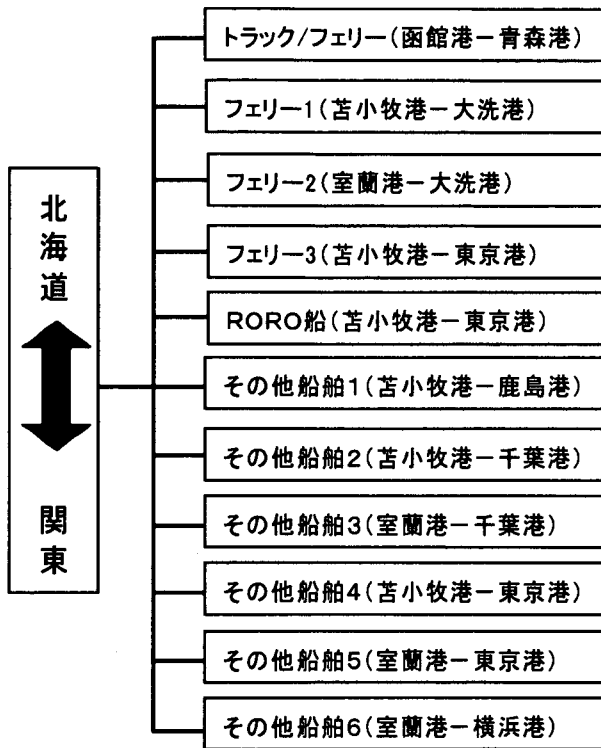 北海道
関東
トラック/フェリー(函館港－青森港)
フェリー1(苫小牧港－大洗港)
フェリー2(室蘭港－大洗港)
フェリー3(苫小牧港－東京港)
RORO船(苫小牧港－東京港)
その他船舶1(苫小牧港－鹿島港)
その他船舶2(苫小牧港－千葉港)
その他船舶3(室蘭港－千葉港)
その他船舶4(苫小牧港－東京港)
その他船舶5(室蘭港－東京港)
その他船舶6(室蘭港－横浜港)